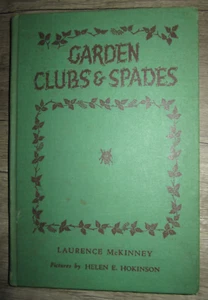 GARDEN
CLUBS & SPADES
LAURENCE McKINNEY
Pictures by HELEN E. HOKINSON